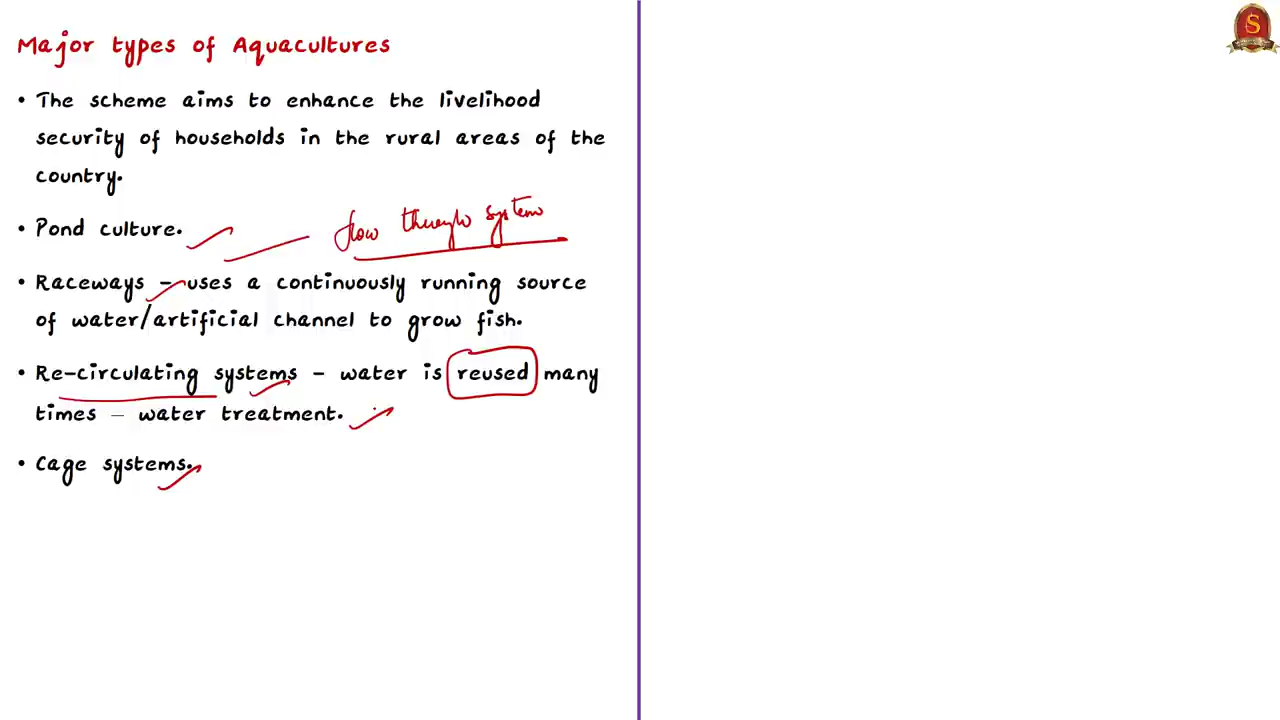 Major types of Aquacultures
• The scheme aims to enhance the livelihood
security of households in the rural areas of the
country.
• Pond culture.
flow through system
• Raceways - uses a continuously running source
of water/artificial channel to grow fish.
• Re-circulating systems - water is reused many
times - water treatment.
• Cage systems.
S